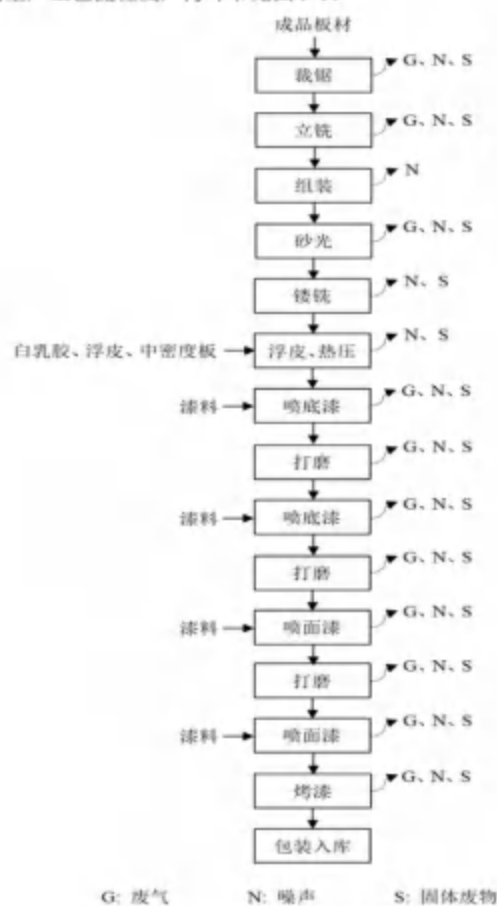 成品板材
裁锯 G、N、S
立铣 G、N、S
组装 N
砂光 G、N、S
镂铣 N、S
白乳胶、浮皮、中密度板 浮皮、热压 N、S
漆料 喷底漆 G、N、S
打磨 G、N、S
漆料 喷底漆 G、N、S
打磨 G、N、S
漆料 喷面漆 G、N、S
打磨 G、N、S
漆料 喷面漆 G、N、S
烤漆 G、N、S
包装入库
G: 废气 N: 噪声 S: 固体废物